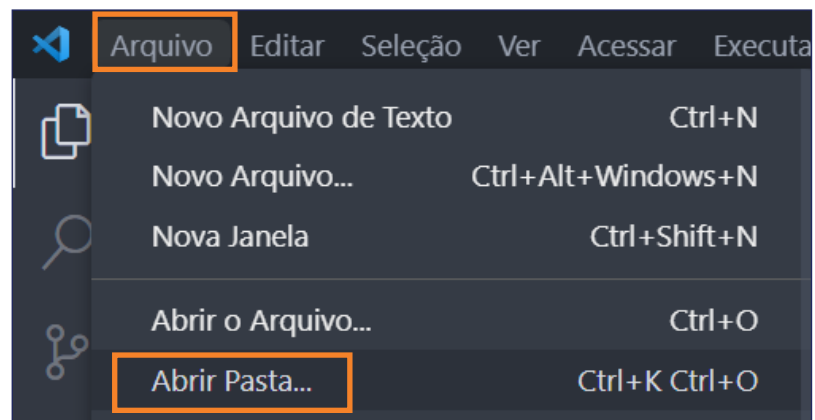 Arquivo Editar Seleção Ver Acessar Executa
Novo Arquivo de Texto Ctrl+N
Novo Arquivo... Ctrl+Alt+Windows+N
Nova Janela Ctrl+Shift+N
Abrir o Arquivo... Ctrl+O
Abrir Pasta... Ctrl+K Ctrl+O